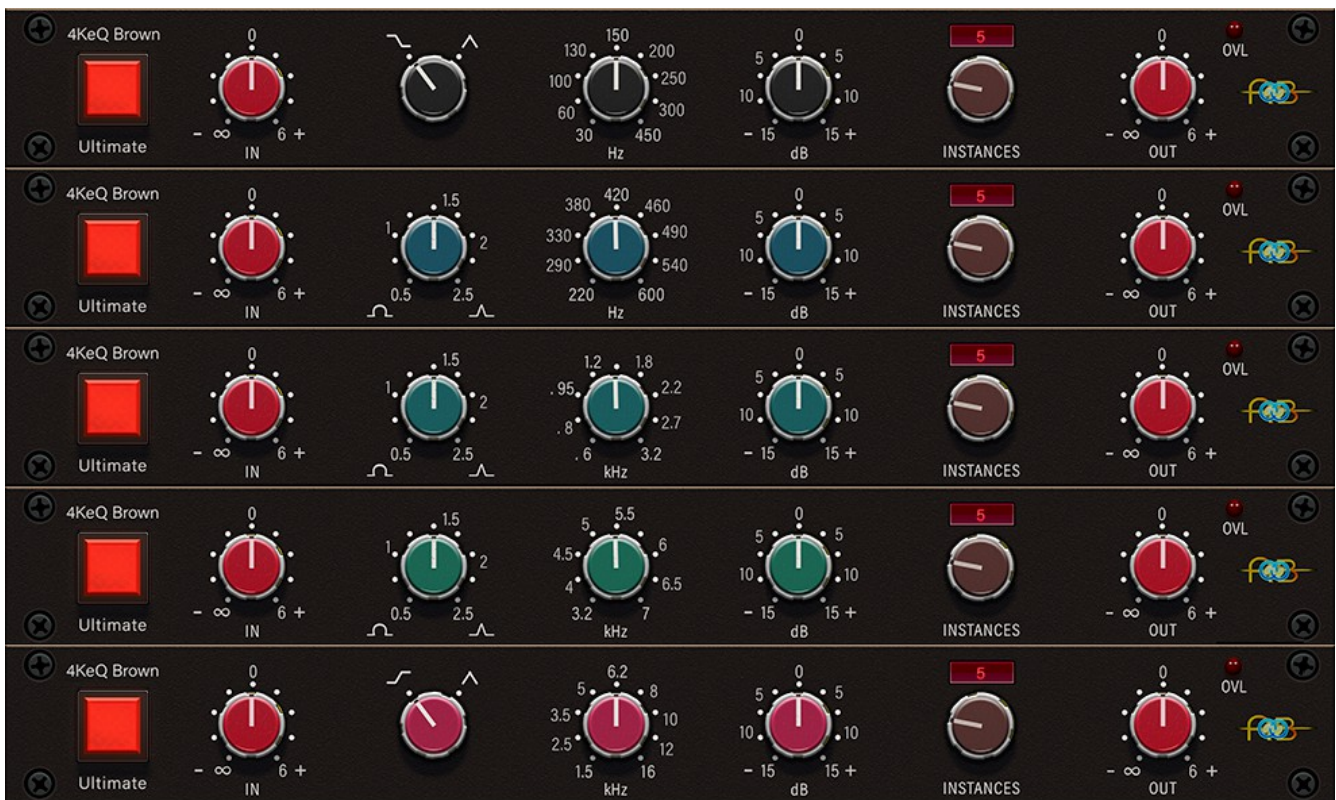 4KeQ Brown
Ultimate
0
- ∞ 6 +
IN
150
130 200
100 250
60 300
30 450
Hz
0
5 5
10 10
- 15 15 +
dB
5
INSTANCES
0
- ∞ 6 +
OUT
OVL
4KeQ Brown
Ultimate
0
- ∞ 6 +
IN
1.5
1 2
0.5 2.5
420
380 460
330 490
290 540
220 600
Hz
0
5 5
10 10
- 15 15 +
dB
5
INSTANCES
0
- ∞ 6 +
OUT
OVL
4KeQ Brown
Ultimate
0
- ∞ 6 +
IN
1.5
1 2
0.5 2.5
1.2 1.8
.95 2.2
.8 2.7
.6 3.2
kHz
0
5 5
10 10
- 15 15 +
dB
5
INSTANCES
0
- ∞ 6 +
OUT
OVL
4KeQ Brown
Ultimate
0
- ∞ 6 +
IN
1.5
1 2
0.5 2.5
5.5
5 6
4.5 6.5
4
3.2 7
kHz
0
5 5
10 10
- 15 15 +
dB
5
INSTANCES
0
- ∞ 6 +
OUT
OVL
4KeQ Brown
Ultimate
0
- ∞ 6 +
IN
6.2
5 8
3.5 10
2.5 12
1.5 16
kHz
0
5 5
10 10
- 15 15 +
dB
5
INSTANCES
0
- ∞ 6 +
OUT
OVL